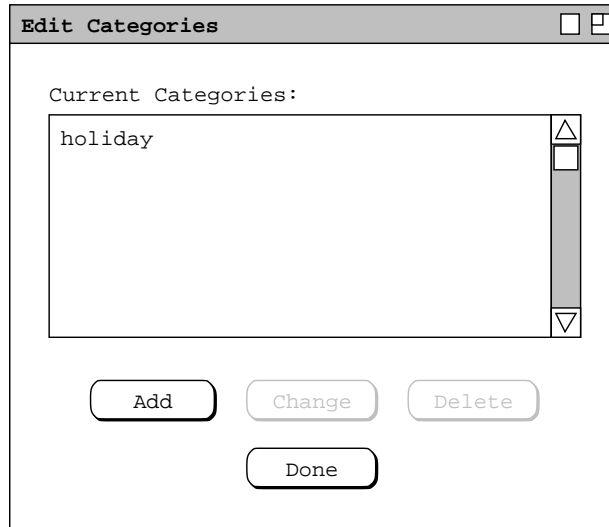 Edit Categories
Current Categories:
holiday
Add Change Delete
Done